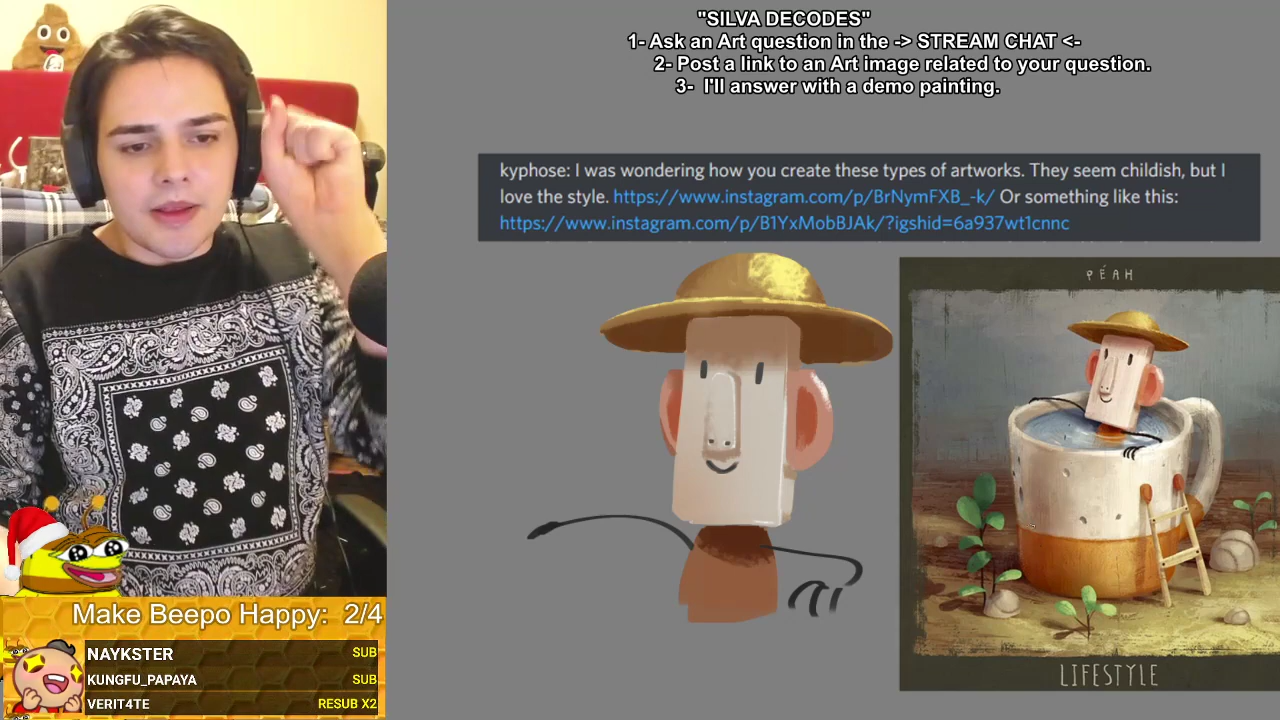 "SILVA DECODES"
1- Ask an Art question in the -> STREAM CHAT <-
2- Post a link to an Art image related to your question.
3- I'll answer with a demo painting.
kyphose: I was wondering how you create these types of artworks. They seem childish, but I
love the style. https://www.instagram.com/p/BrNymFXB_-k/ Or something like this:
https://www.instagram.com/p/B1YxMobBJAk/?igshid=6a937wt1cnnc
PÉAH
LIFESTYLE
Make Beepo Happy: 2/4
NAYKSTER SUB
KUNGFU_PAPAYA SUB
VERIT4TE RESUB X2